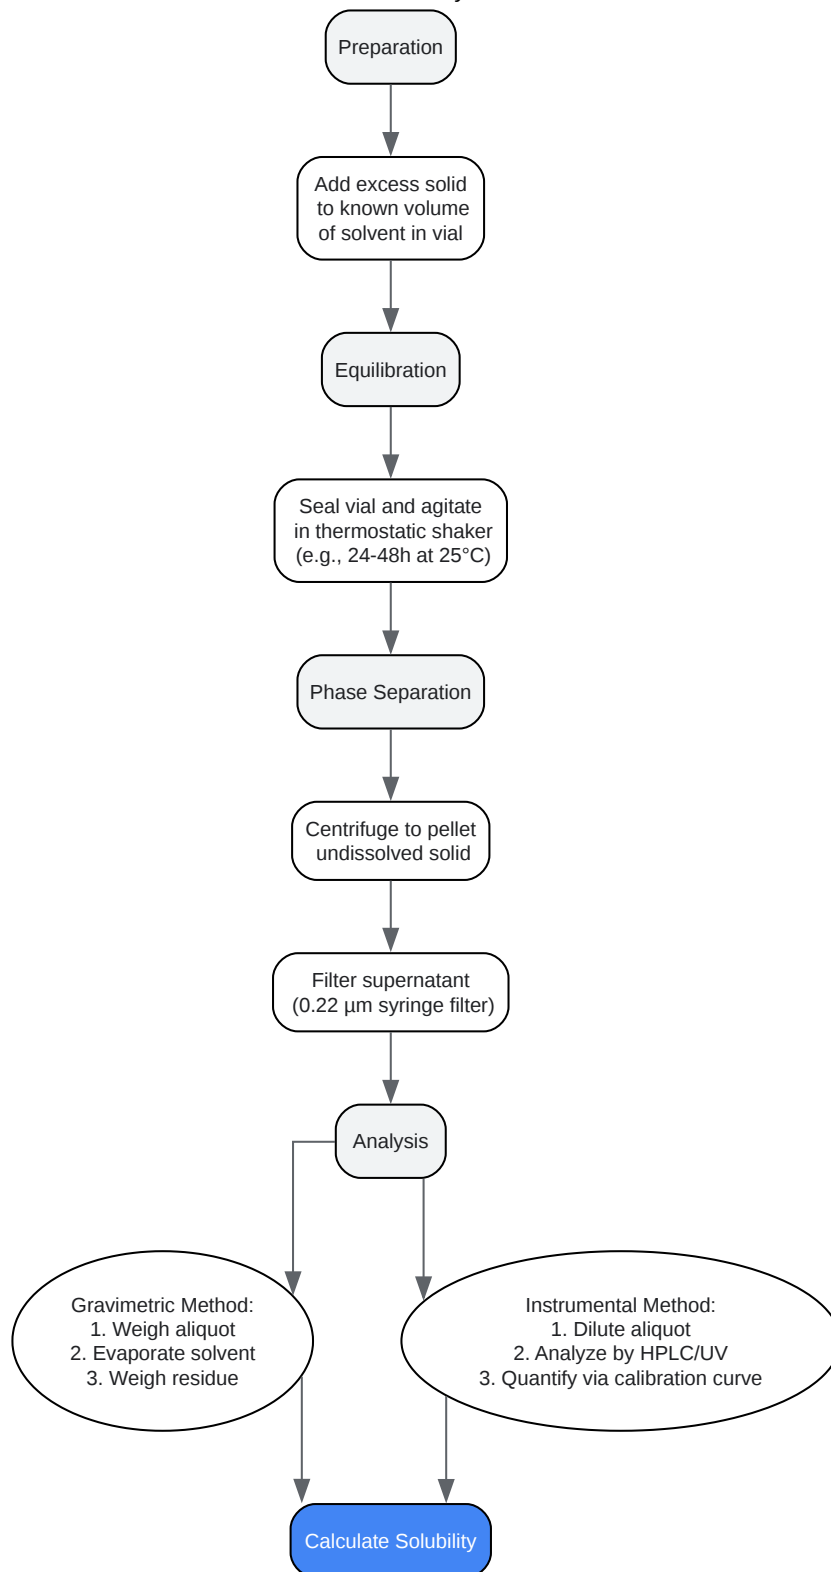 Preparation
Add excess solid
to known volume
of solvent in vial
Equilibration
Seal vial and agitate
in thermostatic shaker
(e.g., 24-48h at 25°C)
Phase Separation
Centrifuge to pellet
undissolved solid
Filter supernatant
(0.22 µm syringe filter)
Analysis
Gravimetric Method:
1. Weigh aliquot
2. Evaporate solvent
3. Weigh residue
Instrumental Method:
1. Dilute aliquot
2. Analyze by HPLC/UV
3. Quantify via calibration curve
Calculate Solubility